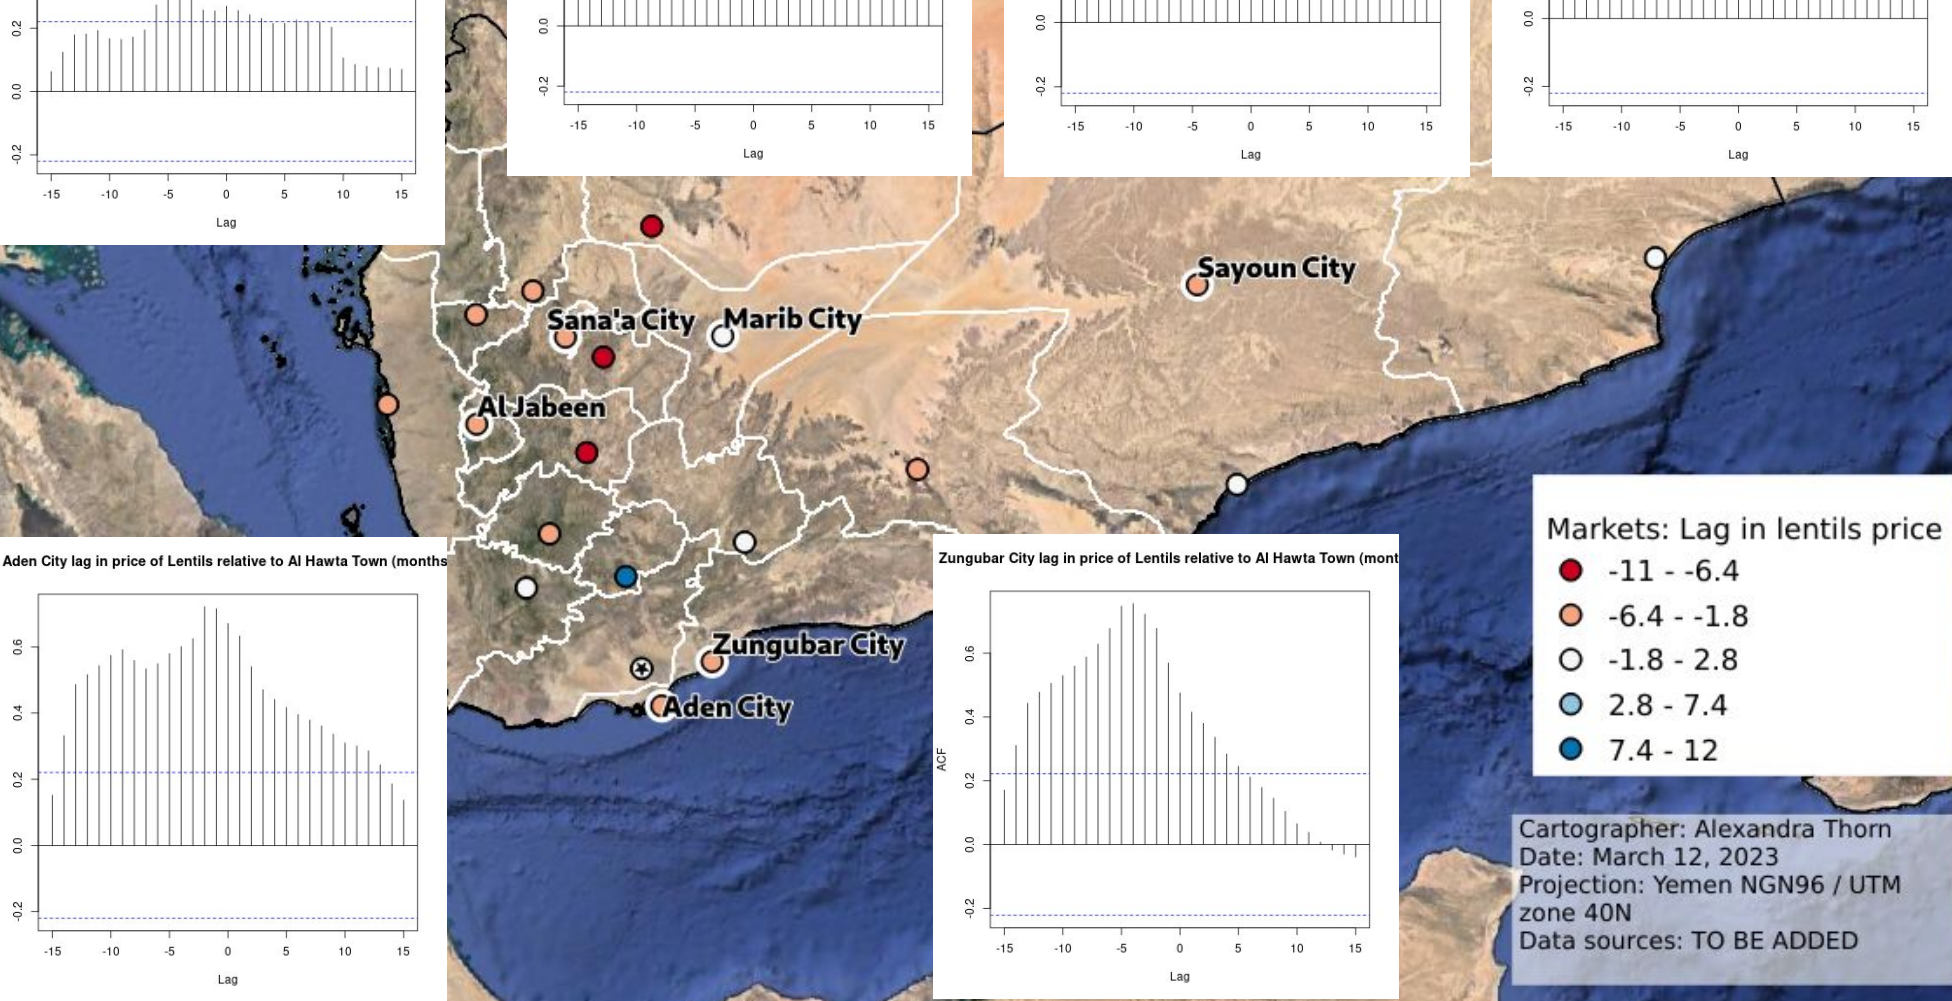 0.2
0.0
-0.2
-15 -10 -5 0 5 10 15
Lag
0.0
-0.2
-15 -10 -5 0 5 10 15
Lag
0.0
-0.2
-15 -10 -5 0 5 10 15
Lag
0.0
-0.2
-15 -10 -5 0 5 10 15
Lag
Sayoun City
Sana'a City
Marib City
Al Jabeen
Zungubar City
Aden City
Aden City lag in price of Lentils relative to Al Hawta Town (months
0.6
0.4
0.2
0.0
-0.2
-15 -10 -5 0 5 10 15
Lag
Zungubar City lag in price of Lentils relative to Al Hawta Town (mont
ACF
0.6
0.4
0.2
0.0
-0.2
-15 -10 -5 0 5 10 15
Lag
Markets: Lag in lentils price
-11 - -6.4
-6.4 - -1.8
-1.8 - 2.8
2.8 - 7.4
7.4 - 12
Cartographer: Alexandra Thorn
Date: March 12, 2023
Projection: Yemen NGN96 / UTM
zone 40N
Data sources: TO BE ADDED